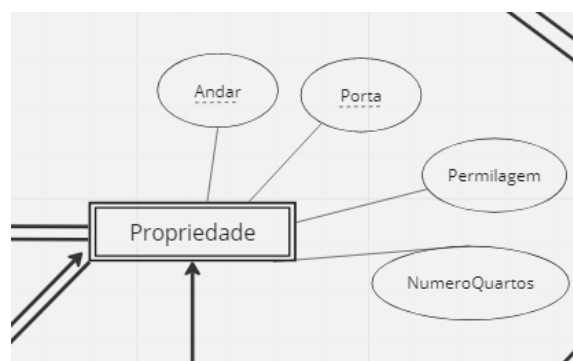 Andar
Porta
Permilagem
Propriedade
NumeroQuartos